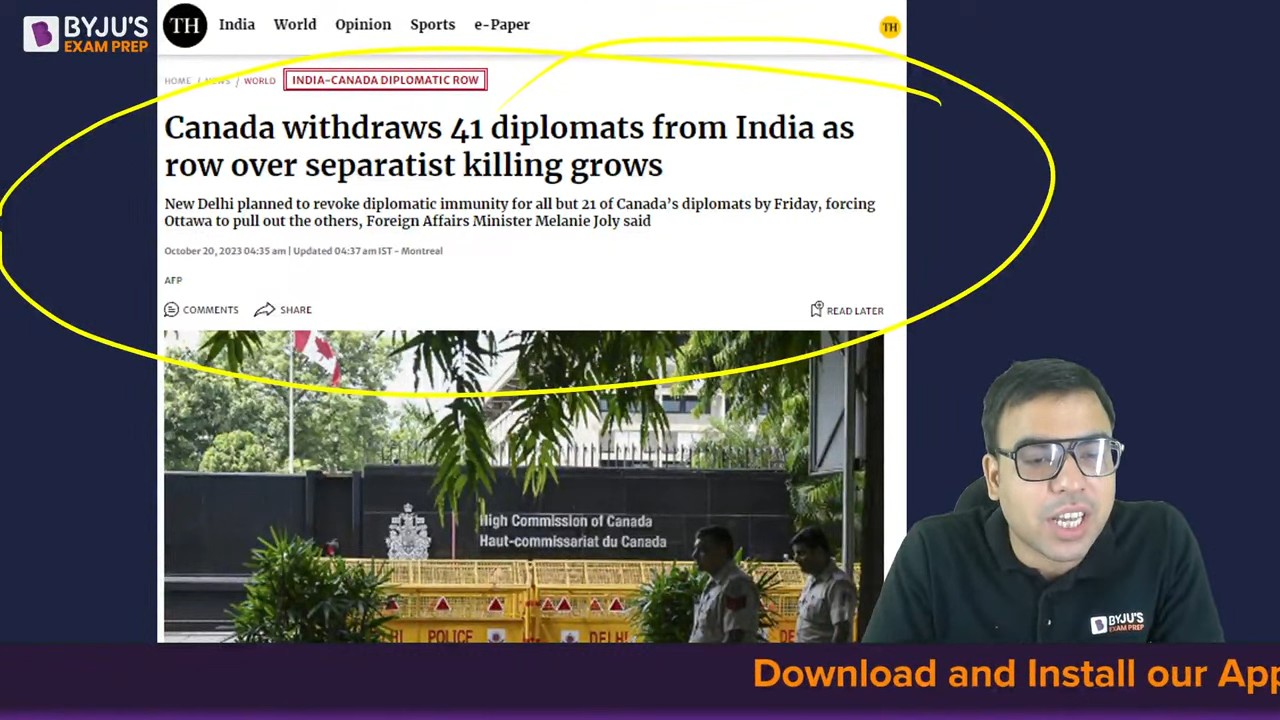 BYJU'S
EXAM PREP
TH
India World Opinion Sports e-Paper
TH
HOME / NEWS / WORLD
INDIA-CANADA DIPLOMATIC ROW
Canada withdraws 41 diplomats from India as
row over separatist killing grows
New Delhi planned to revoke diplomatic immunity for all but 21 of Canada's diplomats by Friday, forcing
Ottawa to pull out the others, Foreign Affairs Minister Melanie Joly said
October 20, 2023 04:35 am | Updated 04:37 am IST - Montreal
AFP
COMMENTS SHARE
READ LATER
High Commission of Canada
Haut-commissariat du Canada
POLICE
DELHI
BYJU'S
EXAM PREP
Download and Install our App